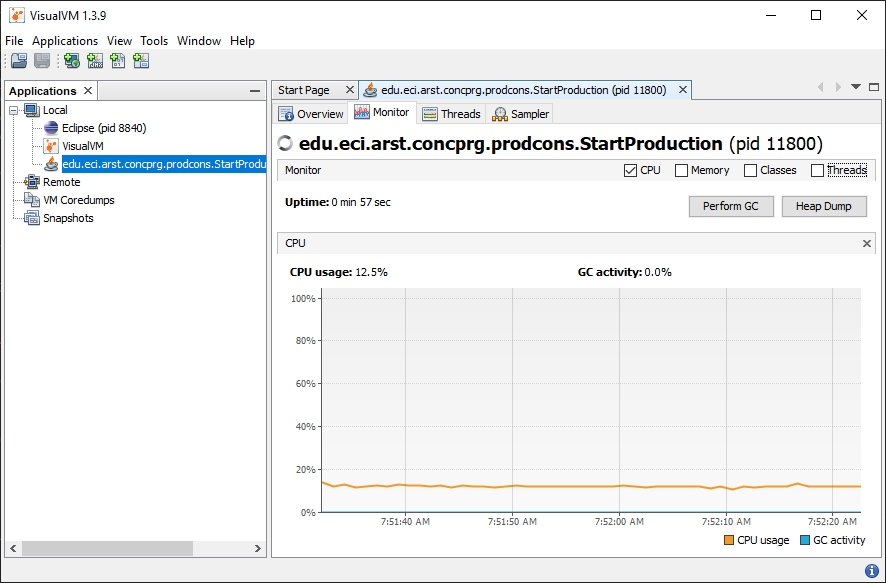 VisualVM 1.3.9
File Applications View Tools Window Help
Applications
Local
Eclipse (pid 8840)
VisualVM
edu.eci.arst.concprg.prodcons.StartProdu
Remote
VM Coredumps
Snapshots
Start Page edu.eci.arst.concprg.prodcons.StartProduction (pid 11800)
Overview Monitor Threads Sampler
edu.eci.arst.concprg.prodcons.StartProduction (pid 11800)
Monitor CPU Memory Classes Threads
Uptime: 0 min 57 sec
Perform GC Heap Dump
CPU
CPU usage: 12.5% GC activity: 0.0%
100%
80%
60%
40%
20%
0%
7:51:40 AM 7:51:50 AM 7:52:00 AM 7:52:10 AM 7:52:20 AM
CPU usage GC activity